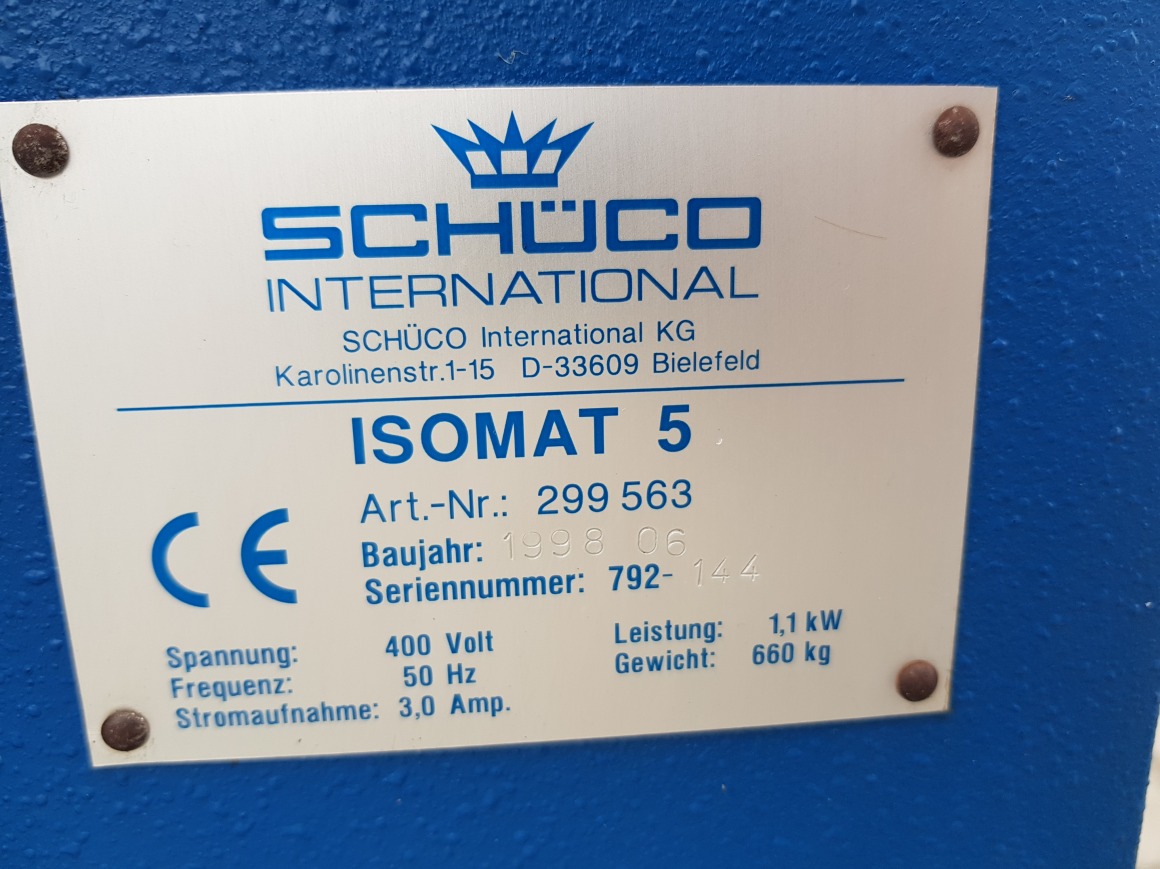 SCHÜCO
INTERNATIONAL
SCHÜCO International KG
Karolinenstr.1-15 D-33609 Bielefeld
ISOMAT 5
CE
Art.-Nr.: 299 563
Baujahr: 1998 06
Seriennummer: 792-144
Spannung: 400 Volt
Frequenz: 50 Hz
Stromaufnahme: 3,0 Amp.
Leistung: 1,1 kW
Gewicht: 660 kg